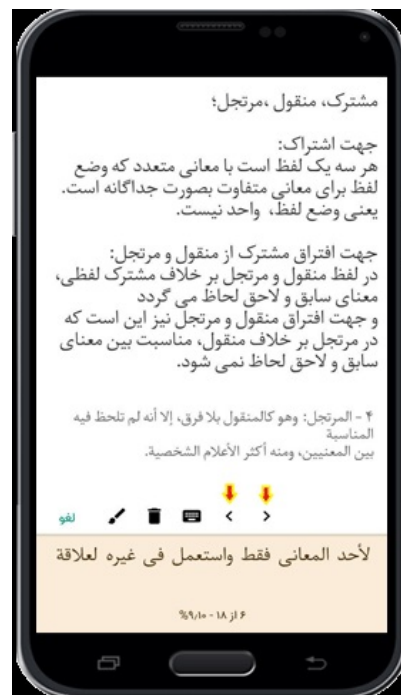 مشترک، منقول ،مرتجل؛
جهت اشتراک:
هر سه یک لفظ است با معانی متعدد که وضع
لفظ برای معانی متفاوت بصورت جداگانه است.
یعنی وضع لفظ، واحد نیست.
جهت افتراق مشترک از منقول و مرتجل:
در لفظ منقول و مرتجل بر خلاف مشترک لفظی،
معنای سابق و لاحق لحاظ می گردد
و جهت افتراق منقول و مرتجل نیز این است که
در مرتجل بر خلاف منقول، مناسبت بین معنای
سابق و لاحق لحاظ نمی شود.
۴ - المرتجل: وهو كالمنقول بلا فرق، إلا أنه لم تلحظ فيه
المناسبة
بين المعنيين، ومنه أكثر الأعلام الشخصية.
لغو
لأحد المعانی فقط واستعمل فی غيره لعلاقة
۶ از ۱۸ - ۹/۱۰%